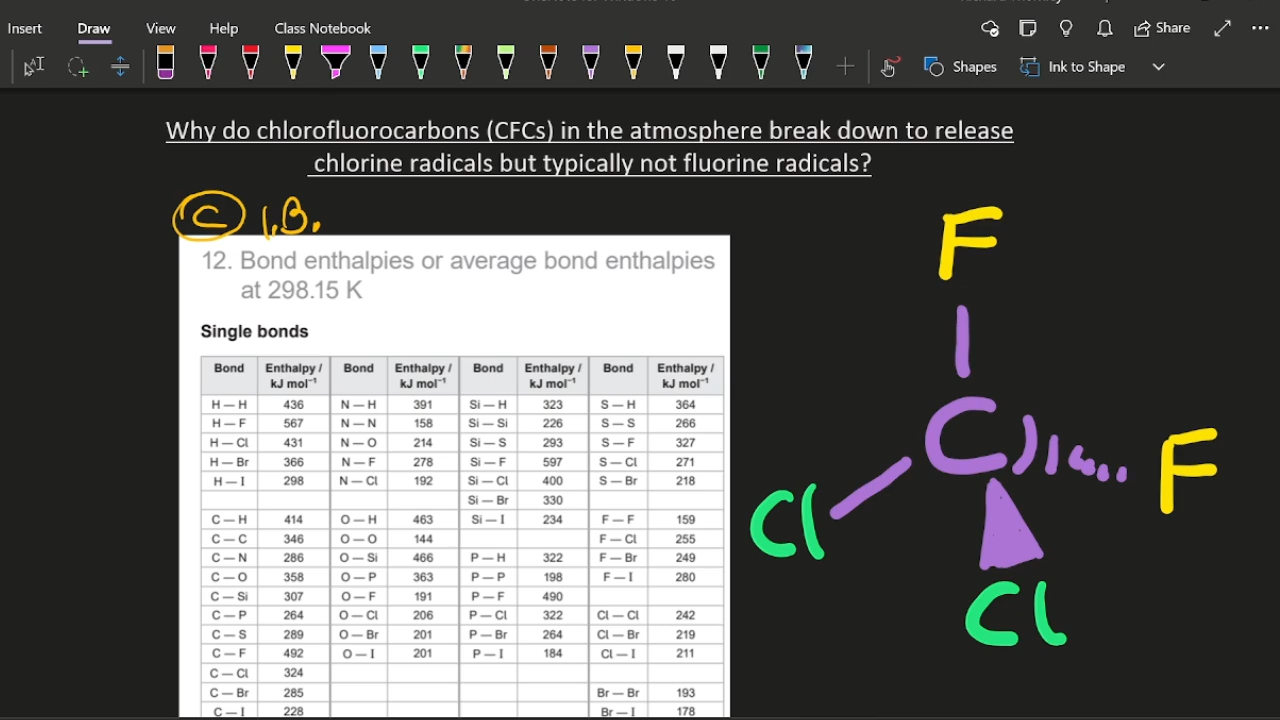 Insert Draw View Help Class Notebook Share
Shapes Ink to Shape
Why do chlorofluorocarbons (CFCs) in the atmosphere break down to release
chlorine radicals but typically not fluorine radicals?
C I.B.
12. Bond enthalpies or average bond enthalpies
at 298.15 K
Single bonds
Bond Enthalpy / kJ mol⁻¹ Bond Enthalpy / kJ mol⁻¹ Bond Enthalpy / kJ mol⁻¹ Bond Enthalpy / kJ mol⁻¹
H — H 436 N — H 391 Si — H 323 S — H 364
H — F 567 N — N 158 Si — Si 226 S — S 266
H — Cl 431 N — O 214 Si — S 293 S — F 327
H — Br 366 N — F 278 Si — F 597 S — Cl 271
H — I 298 N — Cl 192 Si — Cl 400 S — Br 218
Si — Br 330
C — H 414 O — H 463 Si — I 234 F — F 159
C — C 346 O — O 144 F — Cl 255
C — N 286 O — Si 466 P — H 322 F — Br 249
C — O 358 O — P 363 P — P 198 F — I 280
C — Si 307 O — F 191 P — F 490
C — P 264 O — Cl 206 P — Cl 322 Cl — Cl 242
C — S 289 O — Br 201 P — Br 264 Cl — Br 219
C — F 492 O — I 201 P — I 184 Cl — I 211
C — Cl 324
C — Br 285 Br — Br 193
C — I 228 Br — I 178
F
C
F
Cl
Cl